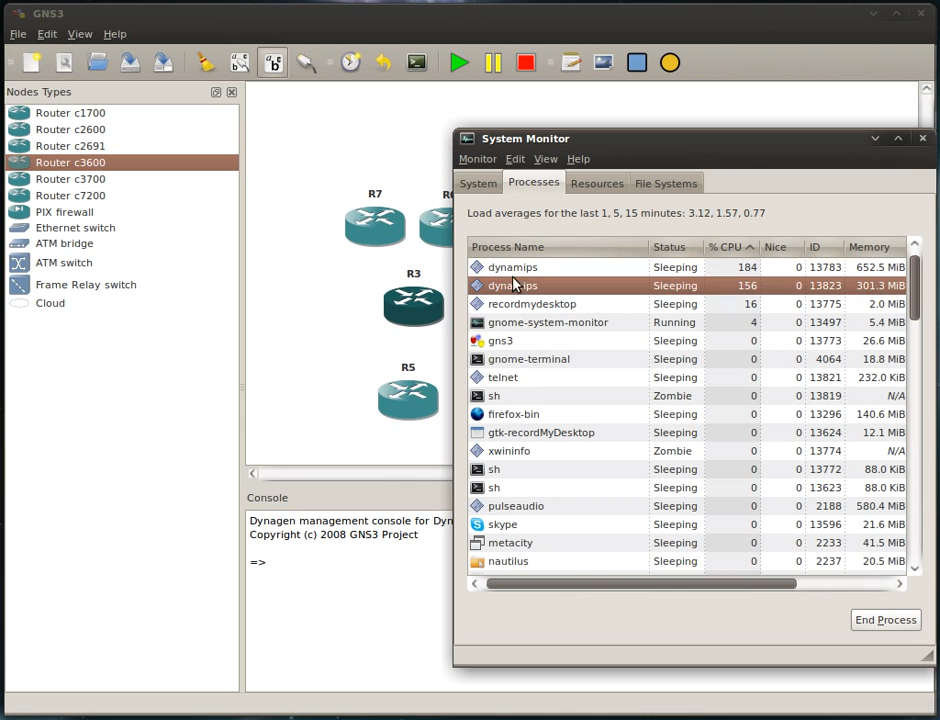 GNS3
File Edit View Help
Nodes Types
Router c1700
Router c2600
Router c2691
Router c3600
Router c3700
Router c7200
PIX firewall
Ethernet switch
ATM bridge
ATM switch
Frame Relay switch
Cloud
R7
R3
R5
Console
Dynagen management console for Dyn
Copyright (c) 2008 GNS3 Project
=>
System Monitor
Monitor Edit View Help
System Processes Resources File Systems
Load averages for the last 1, 5, 15 minutes: 3.12, 1.57, 0.77
Process Name Status % CPU Nice ID Memory
dynamips Sleeping 184 0 13783 652.5 MiB
dynamips Sleeping 156 0 13823 301.3 MiB
recordmydesktop Sleeping 16 0 13775 2.0 MiB
gnome-system-monitor Running 4 0 13497 5.4 MiB
gns3 Sleeping 0 0 13773 26.6 MiB
gnome-terminal Sleeping 0 0 4064 18.8 MiB
telnet Sleeping 0 0 13821 232.0 KiB
sh Zombie 0 0 13819 N/A
firefox-bin Sleeping 0 0 13296 140.6 MiB
gtk-recordMyDesktop Sleeping 0 0 13624 12.1 MiB
xwininfo Zombie 0 0 13774 N/A
sh Sleeping 0 0 13772 88.0 KiB
sh Sleeping 0 0 13623 88.0 KiB
pulseaudio Sleeping 0 0 2188 580.4 MiB
skype Sleeping 0 0 13596 21.6 MiB
metacity Sleeping 0 0 2233 41.5 MiB
nautilus Sleeping 0 0 2237 20.5 MiB
End Process